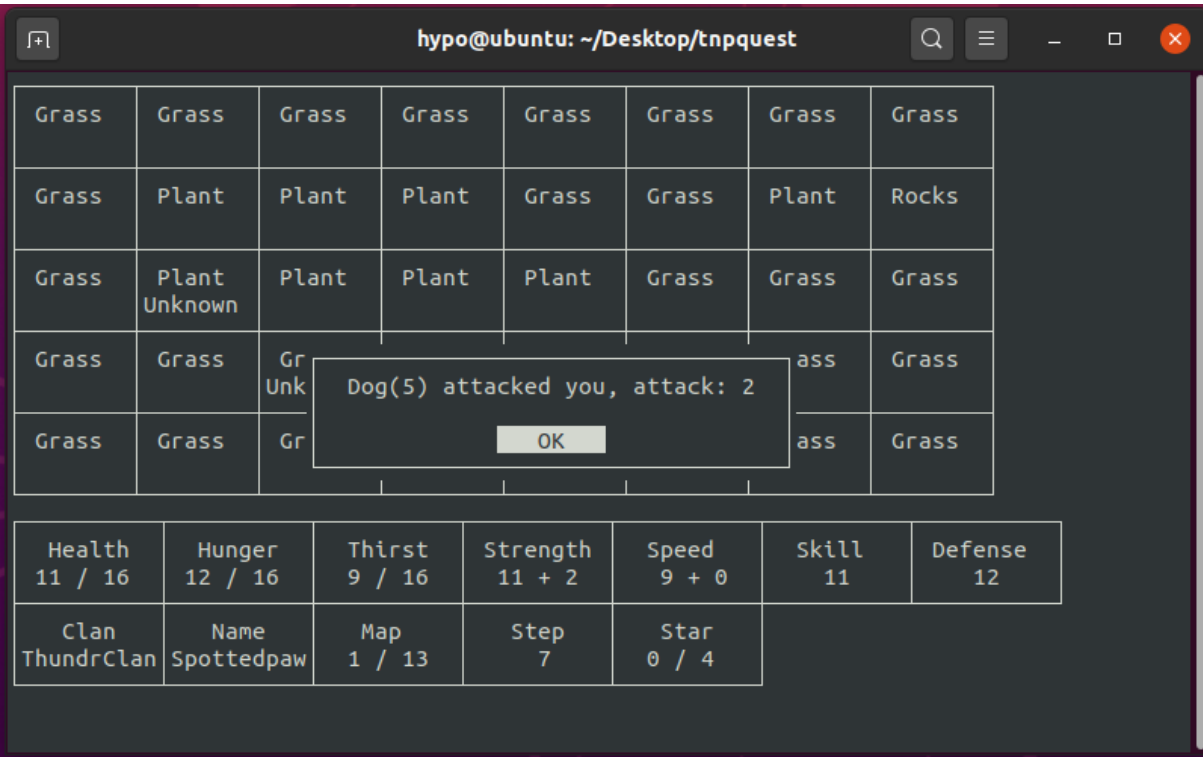 hypo@ubuntu: ~/Desktop/tnpquest
Grass Grass Grass Grass Grass Grass Grass Grass
Grass Plant Plant Plant Grass Grass Plant Rocks
Grass Plant Plant Plant Plant Grass Grass Grass
Unknown
Grass Grass Gr ass Grass
Unk Dog(5) attacked you, attack: 2
Grass Grass Gr OK ass Grass
Health Hunger Thirst Strength Speed Skill Defense
11 / 16 12 / 16 9 / 16 11 + 2 9 + 0 11 12
Clan Name Map Step Star
ThundrClan Spottedpaw 1 / 13 7 0 / 4